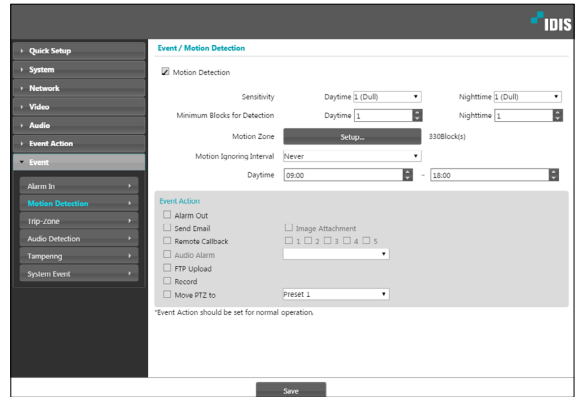 IDIS
Quick Setup
System
Network
Video
Audio
Event Action
Event
Alarm In
Motion Detection
Trip-Zone
Audio Detection
Tampering
System Event
Event / Motion Detection
Motion Detection
Sensitivity Daytime 1 (Dull) Nighttime 1 (Dull)
Minimum Blocks for Detection Daytime 1 Nighttime 1
Motion Zone Setup... 330Block(s)
Motion Ignoring Interval Never
Daytime 09:00 ~ 18:00
Event Action
Alarm Out
Send Email Image Attachment
Remote Callback 1 2 3 4 5
Audio Alarm
FTP Upload
Record
Move PTZ to Preset 1
*Event Action should be set for normal operation.
Save